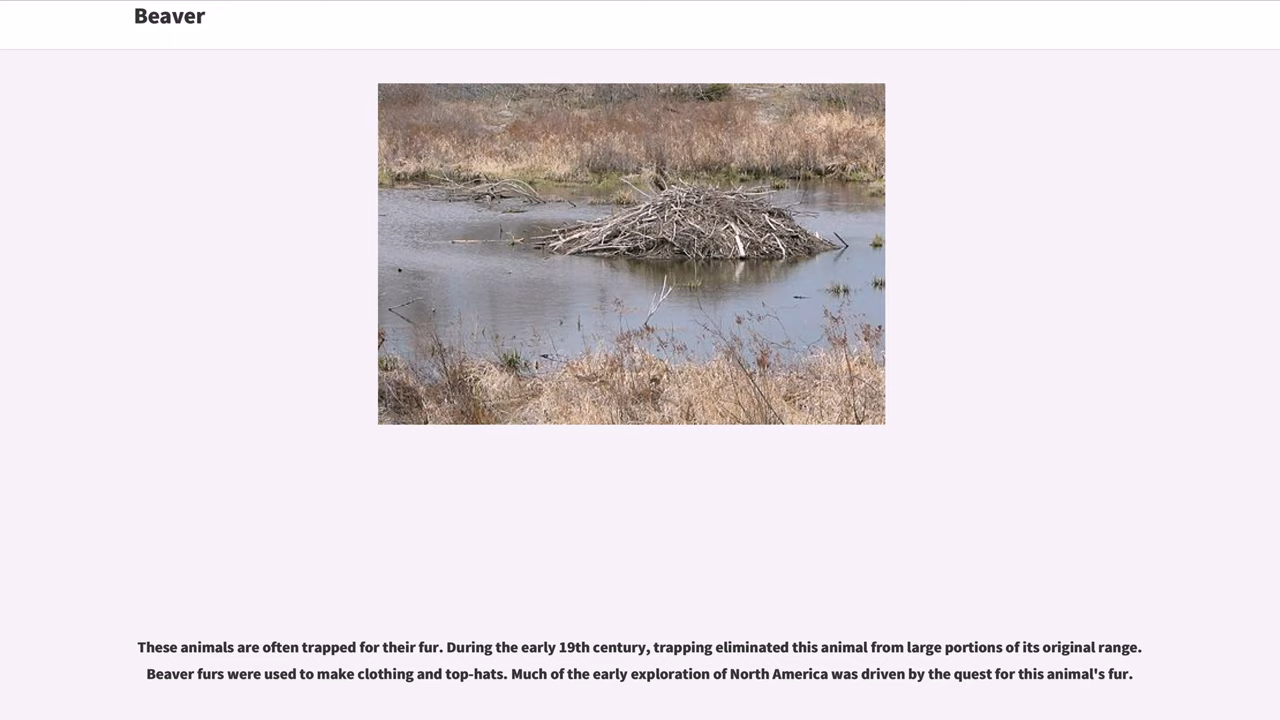 Beaver
These animals are often trapped for their fur. During the early 19th century, trapping eliminated this animal from large portions of its original range.
Beaver furs were used to make clothing and top-hats. Much of the early exploration of North America was driven by the quest for this animal's fur.